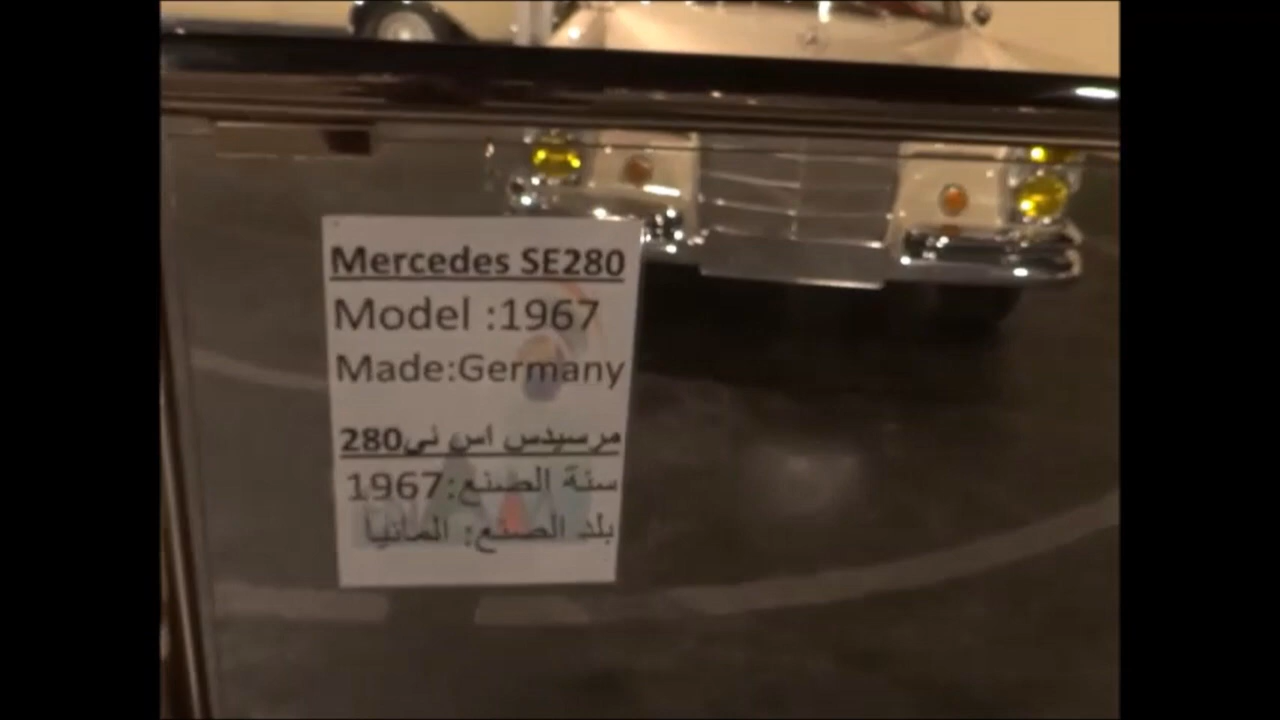 Mercedes SE280
Model :1967
Made:Germany
مرسيدس اس ئي280
سنة الصنع:1967
بلد الصنع: المانيا